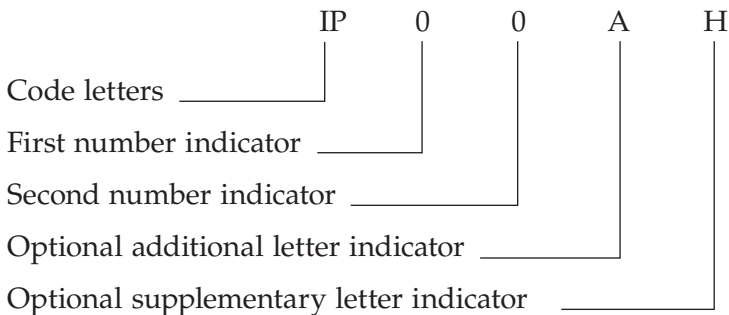 IP 0 0 A H
Code letters
First number indicator
Second number indicator
Optional additional letter indicator
Optional supplementary letter indicator